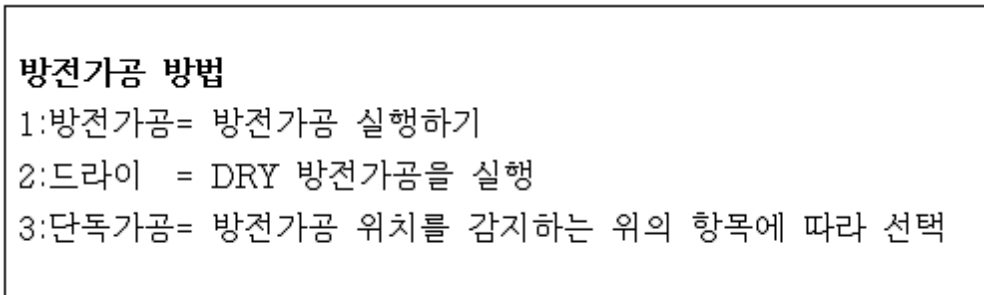 방전가공 방법
1:방전가공= 방전가공 실행하기
2:드라이  = DRY 방전가공을 실행
3:단독가공= 방전가공 위치를 감지하는 위의 항목에 따라 선택